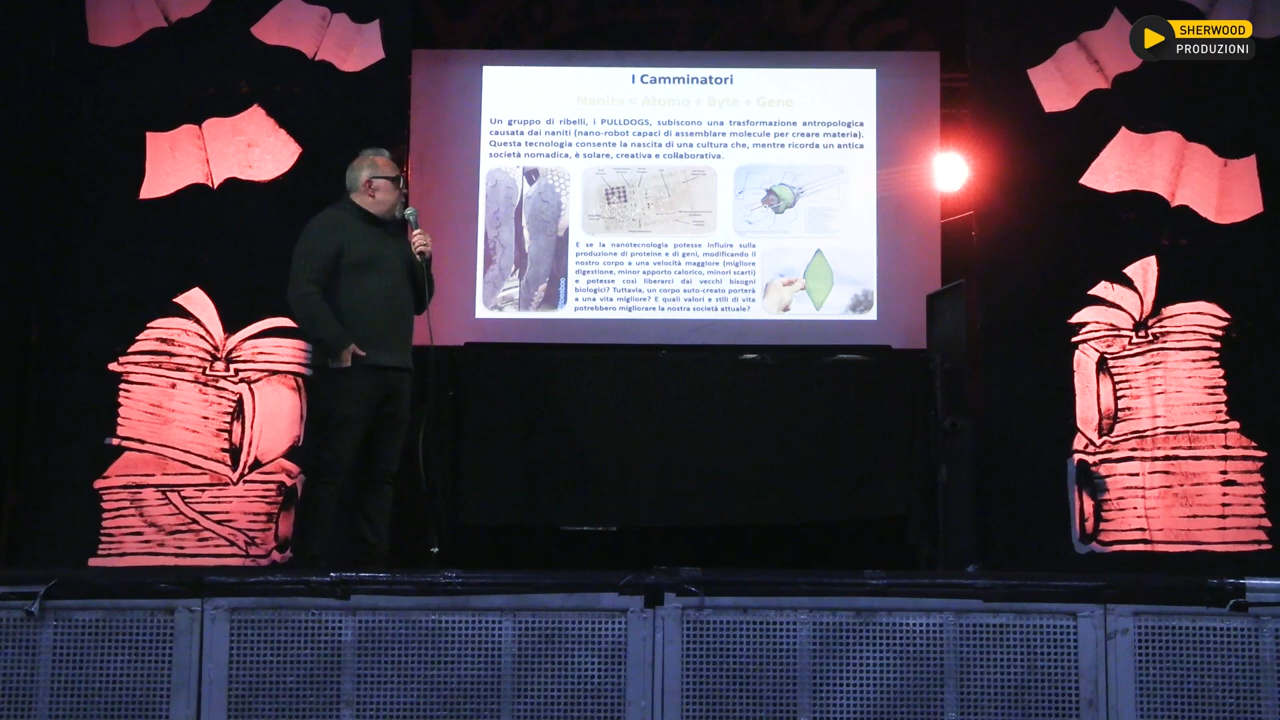 SHERWOOD
PRODUZIONI
I Camminatori
Nanita = Atomo + Byte + Gene
Un gruppo di ribelli, i PULLDOGS, subiscono una trasformazione antropologica
causata dai naniti (nano-robot capaci di assemblare molecole per creare materia).
Questa tecnologia consente la nascita di una cultura che, mentre ricorda un antica
società nomadica, è solare, creativa e collaborativa.
E se la nanotecnologia potesse influire sulla
produzione di proteine e di geni, modificando il
nostro corpo a una velocità maggiore (migliore
digestione, minor apporto calorico, minori scarti)
e potesse così liberarci dai vecchi bisogni
biologici? Tuttavia, un corpo auto-creato porterà
a una vita migliore? E quali valori e stili di vita
potrebbero migliorare la nostra società attuale?